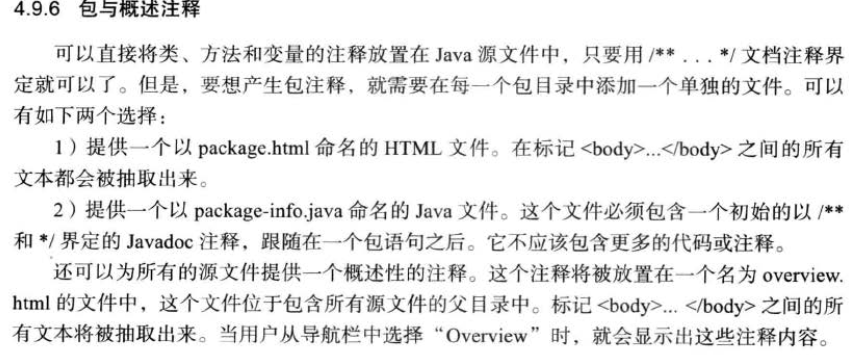 4.9.6 包与概述注释
可以直接将类、方法和变量的注释放置在 Java 源文件中，只要用 /** . . . */ 文档注释界
定就可以了。但是，要想产生包注释，就需要在每一个包目录中添加一个单独的文件。可以
有如下两个选择：
1）提供一个以 package.html 命名的 HTML 文件。在标记 <body>...</body> 之间的所有
文本都会被抽取出来。
2）提供一个以 package-info.java 命名的 Java 文件。这个文件必须包含一个初始的以 /**
和 */ 界定的 Javadoc 注释，跟随在一个包语句之后。它不应该包含更多的代码或注释。
还可以为所有的源文件提供一个概述性的注释。这个注释将被放置在一个名为 overview.
html 的文件中，这个文件位于包含所有源文件的父目录中。标记 <body>... </body> 之间的所
有文本将被抽取出来。当用户从导航栏中选择“Overview”时，就会显示出这些注释内容。